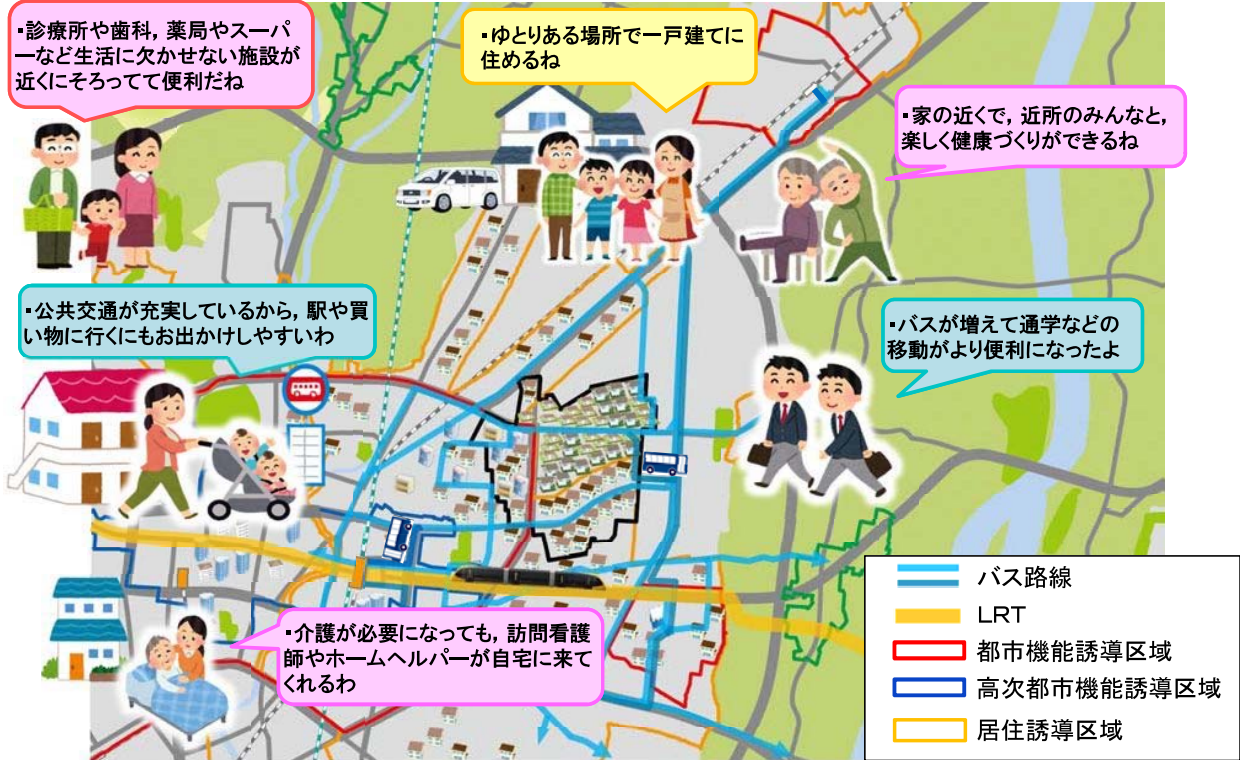 ・診療所や歯科，薬局やスーパ
ーなど生活に欠かせない施設が
近くにそろってて便利だね
・ゆとりある場所で一戸建てに
住めるね
・家の近くで，近所のみんなと，
楽しく健康づくりができるね
・公共交通が充実しているから，駅や買
い物に行くにもお出かけしやすいわ
・バスが増えて通学などの
移動がより便利になったよ
・介護が必要になっても，訪問看護
師やホームヘルパーが自宅に来て
くれるわ
バス路線
LRT
都市機能誘導区域
高次都市機能誘導区域
居住誘導区域